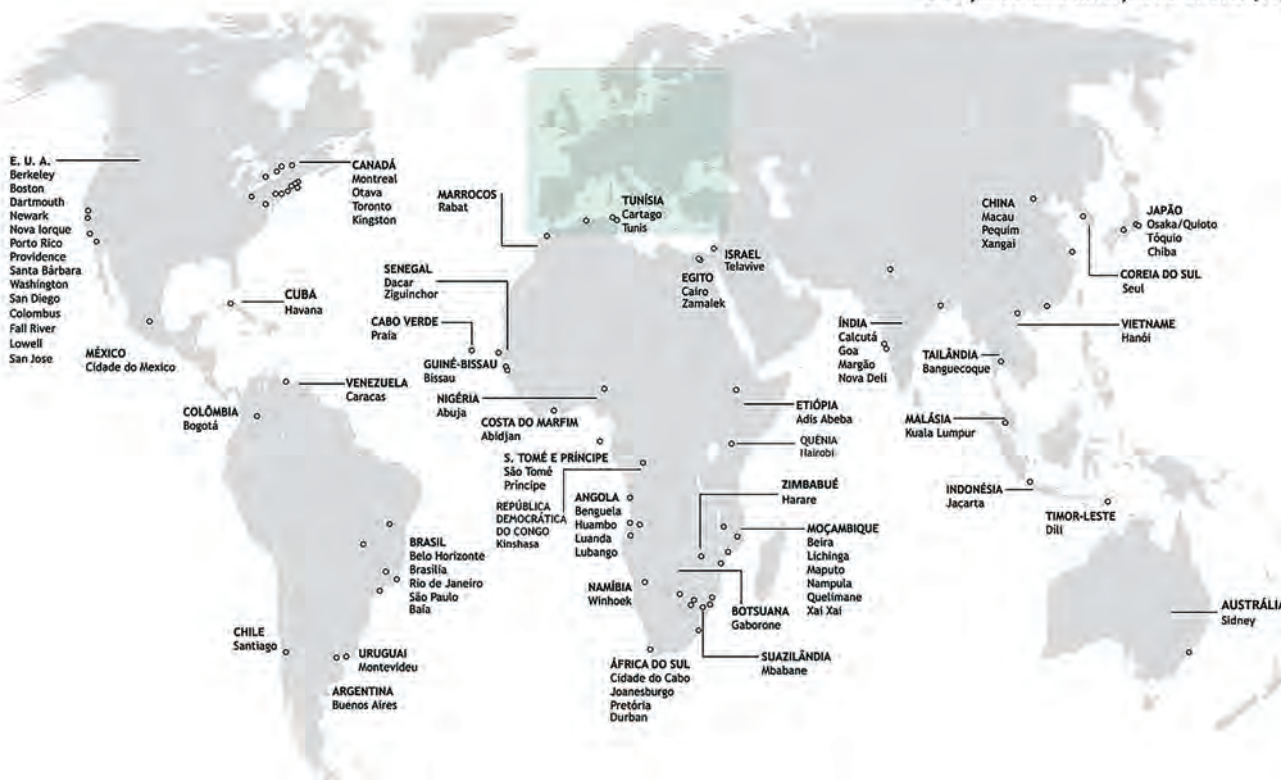 E. U. A.
Berkeley
Boston
Dartmouth
Newark
Nova Iorque
Porto Rico
Providence
Santa Bárbara
Washington
San Diego
Colombus
Fall River
Lowell
San Jose
CANADÁ
Montreal
Otava
Toronto
Kingston
MÉXICO
Cidade do Mexico
CUBA
Havana
VENEZUELA
Caracas
COLÔMBIA
Bogotá
BRASIL
Belo Horizonte
Brasilia
Rio de Janeiro
São Paulo
Baía
CHILE
Santiago
URUGUAI
Montevideu
ARGENTINA
Buenos Aires
MARROCOS
Rabat
TUNÍSIA
Cartago
Tunis
SENEGAL
Dacar
Ziguinchor
CABO VERDE
Praia
GUINÉ-BISSAU
Bissau
NIGÉRIA
Abuja
COSTA DO MARFIM
Abidjan
S. TOMÉ E PRÍNCIPE
São Tomé
Príncipe
REPÚBLICA
DEMOCRÁTICA
DO CONGO
Kinshasa
ANGOLA
Benguela
Huambo
Luanda
Lubango
NAMÍBIA
Winhoek
ÁFRICA DO SUL
Cidade do Cabo
Joanesburgo
Pretória
Durban
ISRAEL
Telavive
EGITO
Cairo
Zamalek
ETIÓPIA
Adis Abeba
QUÉNIA
Nairobi
ZIMBABUÉ
Harare
MOÇAMBIQUE
Beira
Lichinga
Maputo
Nampula
Quelimane
Xai Xai
BOTSUANA
Gaborone
SUAZILÂNDIA
Mbabane
CHINA
Macau
Pequim
Xangai
JAPÃO
Osaka/Quioto
Tóquio
Chiba
COREIA DO SUL
Seul
ÍNDIA
Calcutá
Goa
Margão
Nova Deli
VIETNAME
Hanói
TAILÂNDIA
Banguecoque
MALÁSIA
Kuala Lumpur
INDONÉSIA
Jacarta
TIMOR-LESTE
Dili
AUSTRÁLIA
Sidney